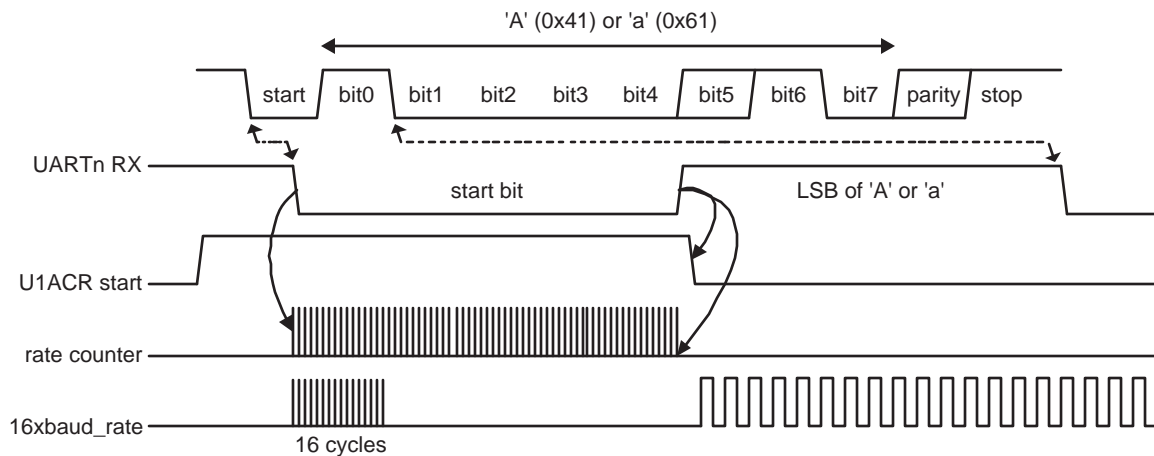 'A' (0x41) or 'a' (0x61)
start bit0 bit1 bit2 bit3 bit4 bit5 bit6 bit7 parity stop
UARTn RX
start bit
LSB of 'A' or 'a'
U1ACR start
rate counter
16xbaud_rate
16 cycles